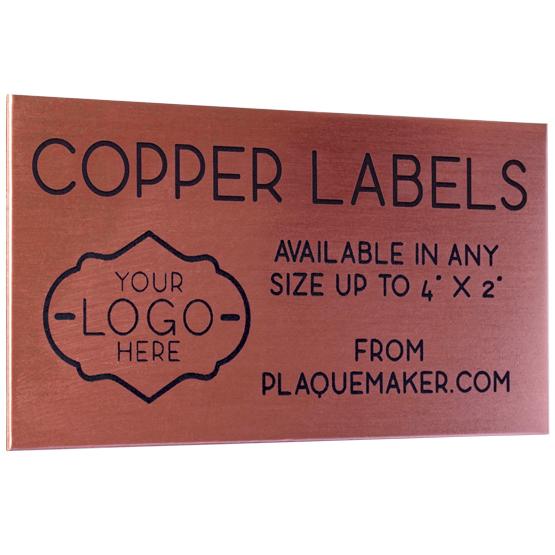 COPPER LABELS
YOUR
LOGO
HERE
AVAILABLE IN ANY
SIZE UP TO 4" X 2"
FROM
PLAQUEMAKER.COM